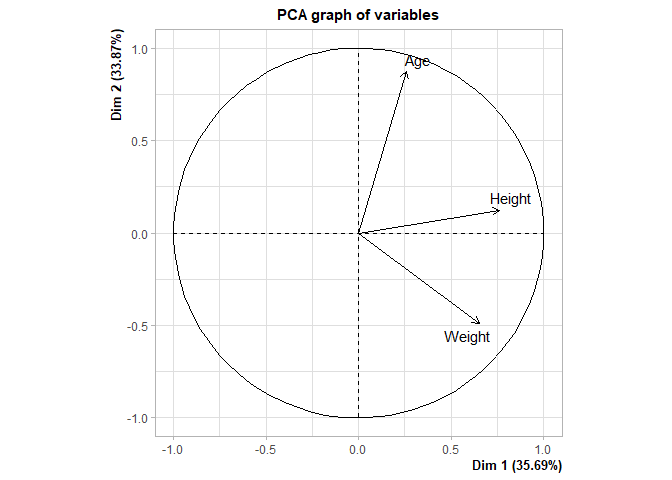 PCA graph of variables
Dim 2 (33.87%)
1.0
0.5
0.0
-0.5
-1.0
Age
Height
Weight
-1.0 -0.5 0.0 0.5 1.0
Dim 1 (35.69%)